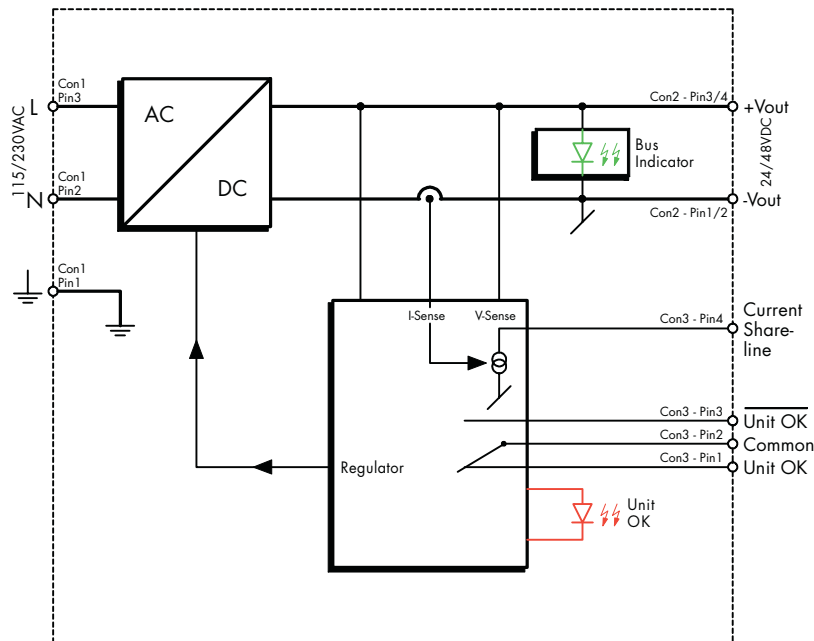 Con1
Pin3
L
115/230VAC
Con1
Pin2
N
Con1
Pin1
AC
DC
Con2 - Pin3/4
+Vout
24/48VDC
Bus
Indicator
Con2 - Pin1/2
-Vout
I-Sense
V-Sense
Con3 - Pin4
Current
Share-
line
Con3 - Pin3
Unit OK
Con3 - Pin2
Common
Con3 - Pin1
Unit OK
Regulator
Unit
OK